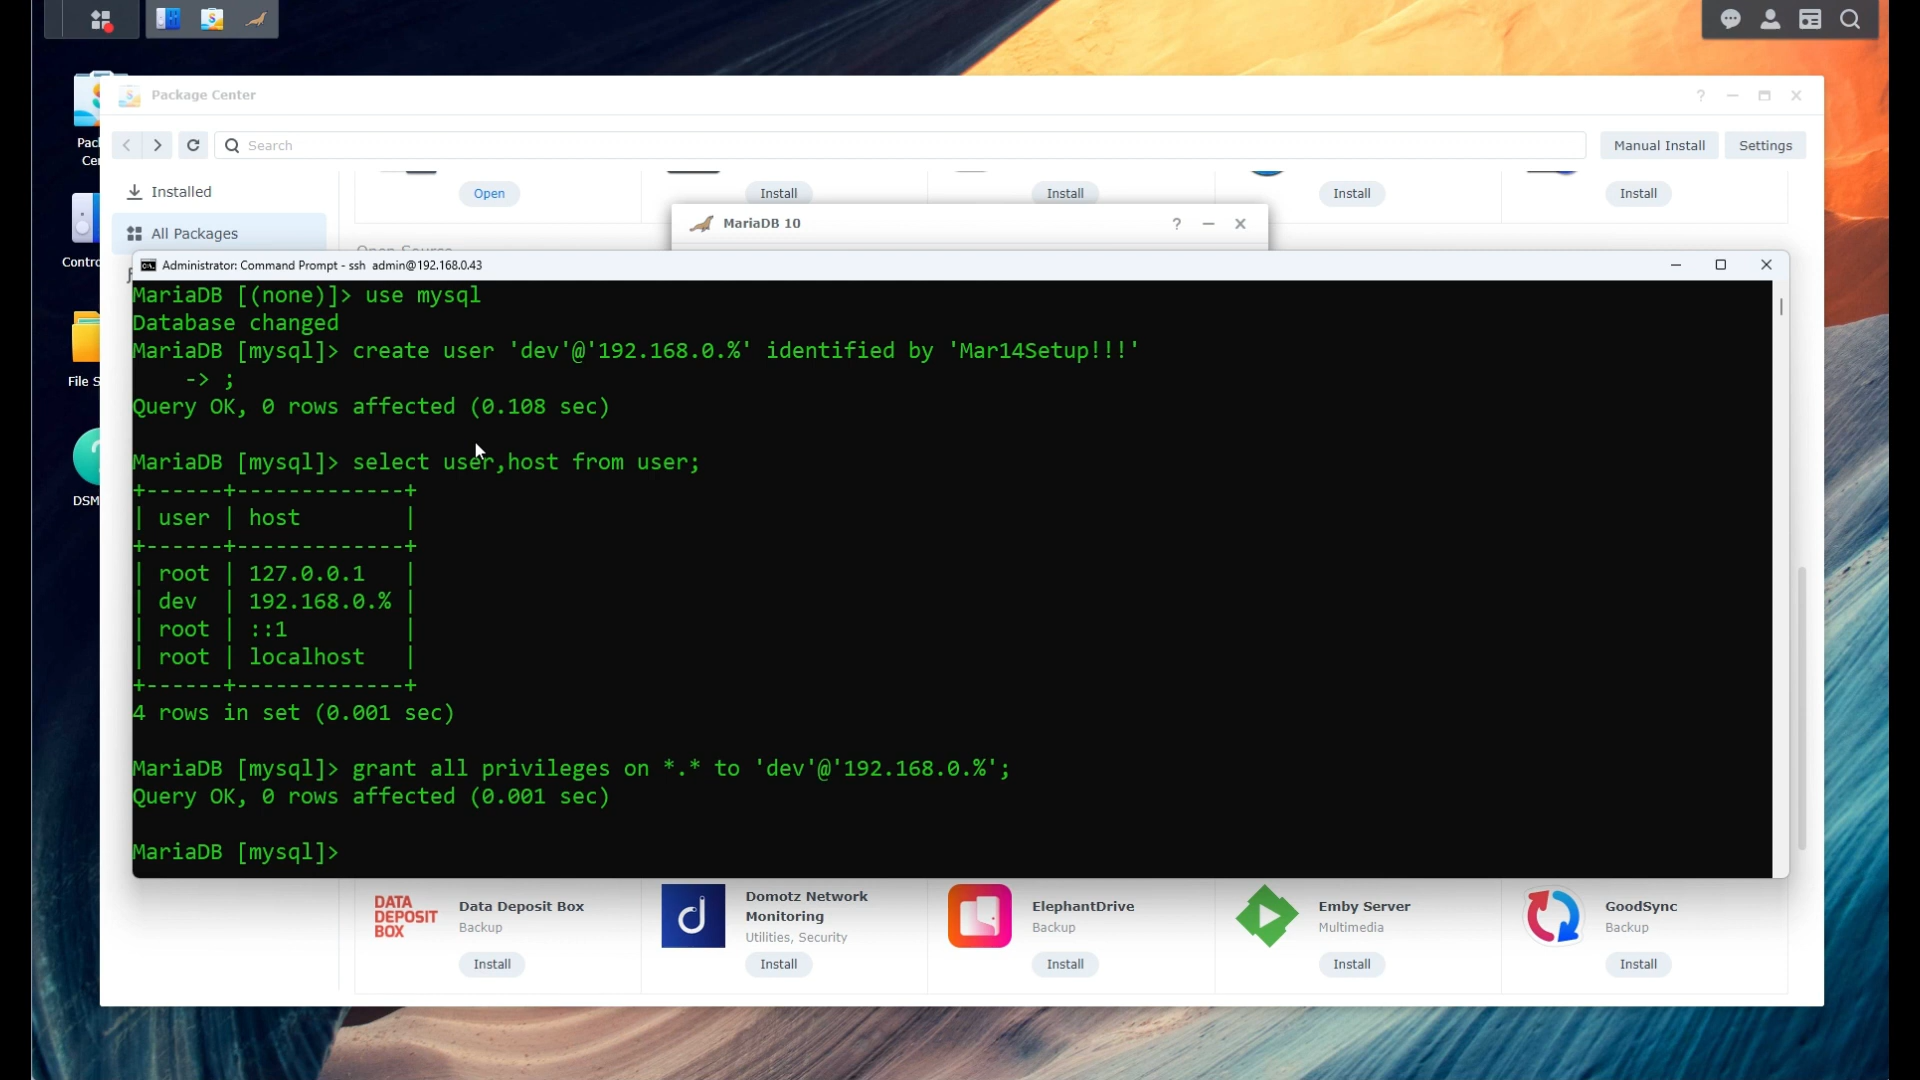 Package Center
Search
Manual Install
Settings
Installed
Open
Install
Install
Install
Install
All Packages
MariaDB 10
Administrator: Command Prompt - ssh admin@192.168.0.43
MariaDB [(none)]> use mysql
Database changed
MariaDB [mysql]> create user 'dev'@'192.168.0.%' identified by 'Mar14Setup!!!'
-> ;
Query OK, 0 rows affected (0.108 sec)
MariaDB [mysql]> select user,host from user;
+------+-------------+
| user | host        |
+------+-------------+
| root | 127.0.0.1   |
| dev  | 192.168.0.% |
| root | ::1         |
| root | localhost   |
+------+-------------+
4 rows in set (0.001 sec)
MariaDB [mysql]> grant all privileges on *.* to 'dev'@'192.168.0.%';
Query OK, 0 rows affected (0.001 sec)
MariaDB [mysql]>
DATA DEPOSIT BOX
Data Deposit Box
Backup
Install
Domotz Network
Monitoring
Utilities, Security
Install
ElephantDrive
Backup
Install
Emby Server
Multimedia
Install
GoodSync
Backup
Install
Pac
Ce
Contro
File S
DSM